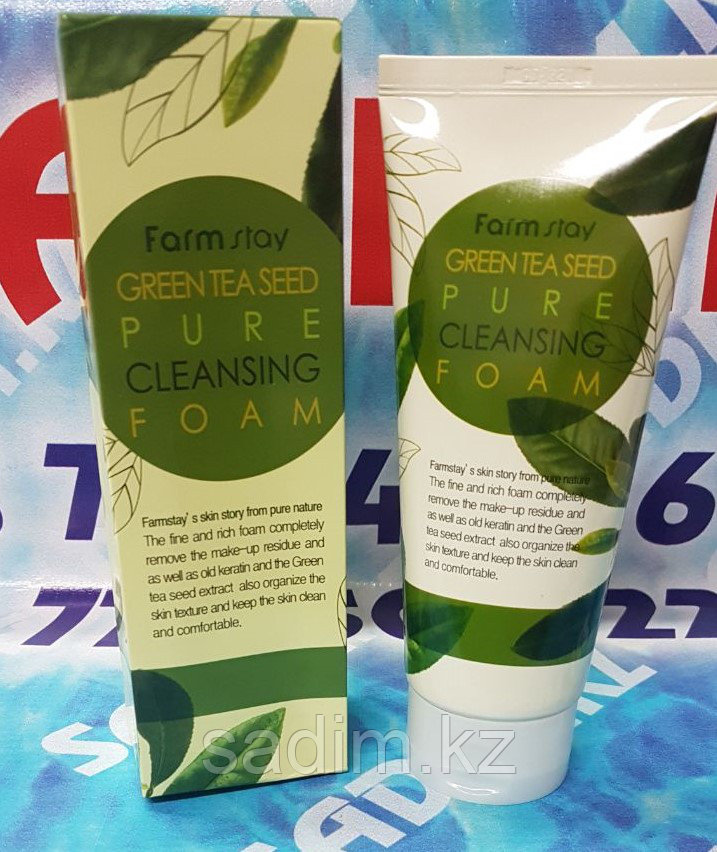 Farm stay
GREEN TEA SEED
PURE
CLEANSING
FOAM
Farmstay's skin story from pure nature
The fine and rich foam completely
remove the make-up residue and
as well as old keratin and the Green
tea seed extract also organize the
skin texture and keep the skin clean
and comfortable.
Farm stay
GREEN TEA SEED
PURE
CLEANSING
FOAM
Farmstay's skin story from pure nature
The fine and rich foam completely
remove the make-up residue and
as well as old keratin and the Green
tea seed extract also organize the
skin texture and keep the skin clean
and comfortable.
sadim.kz